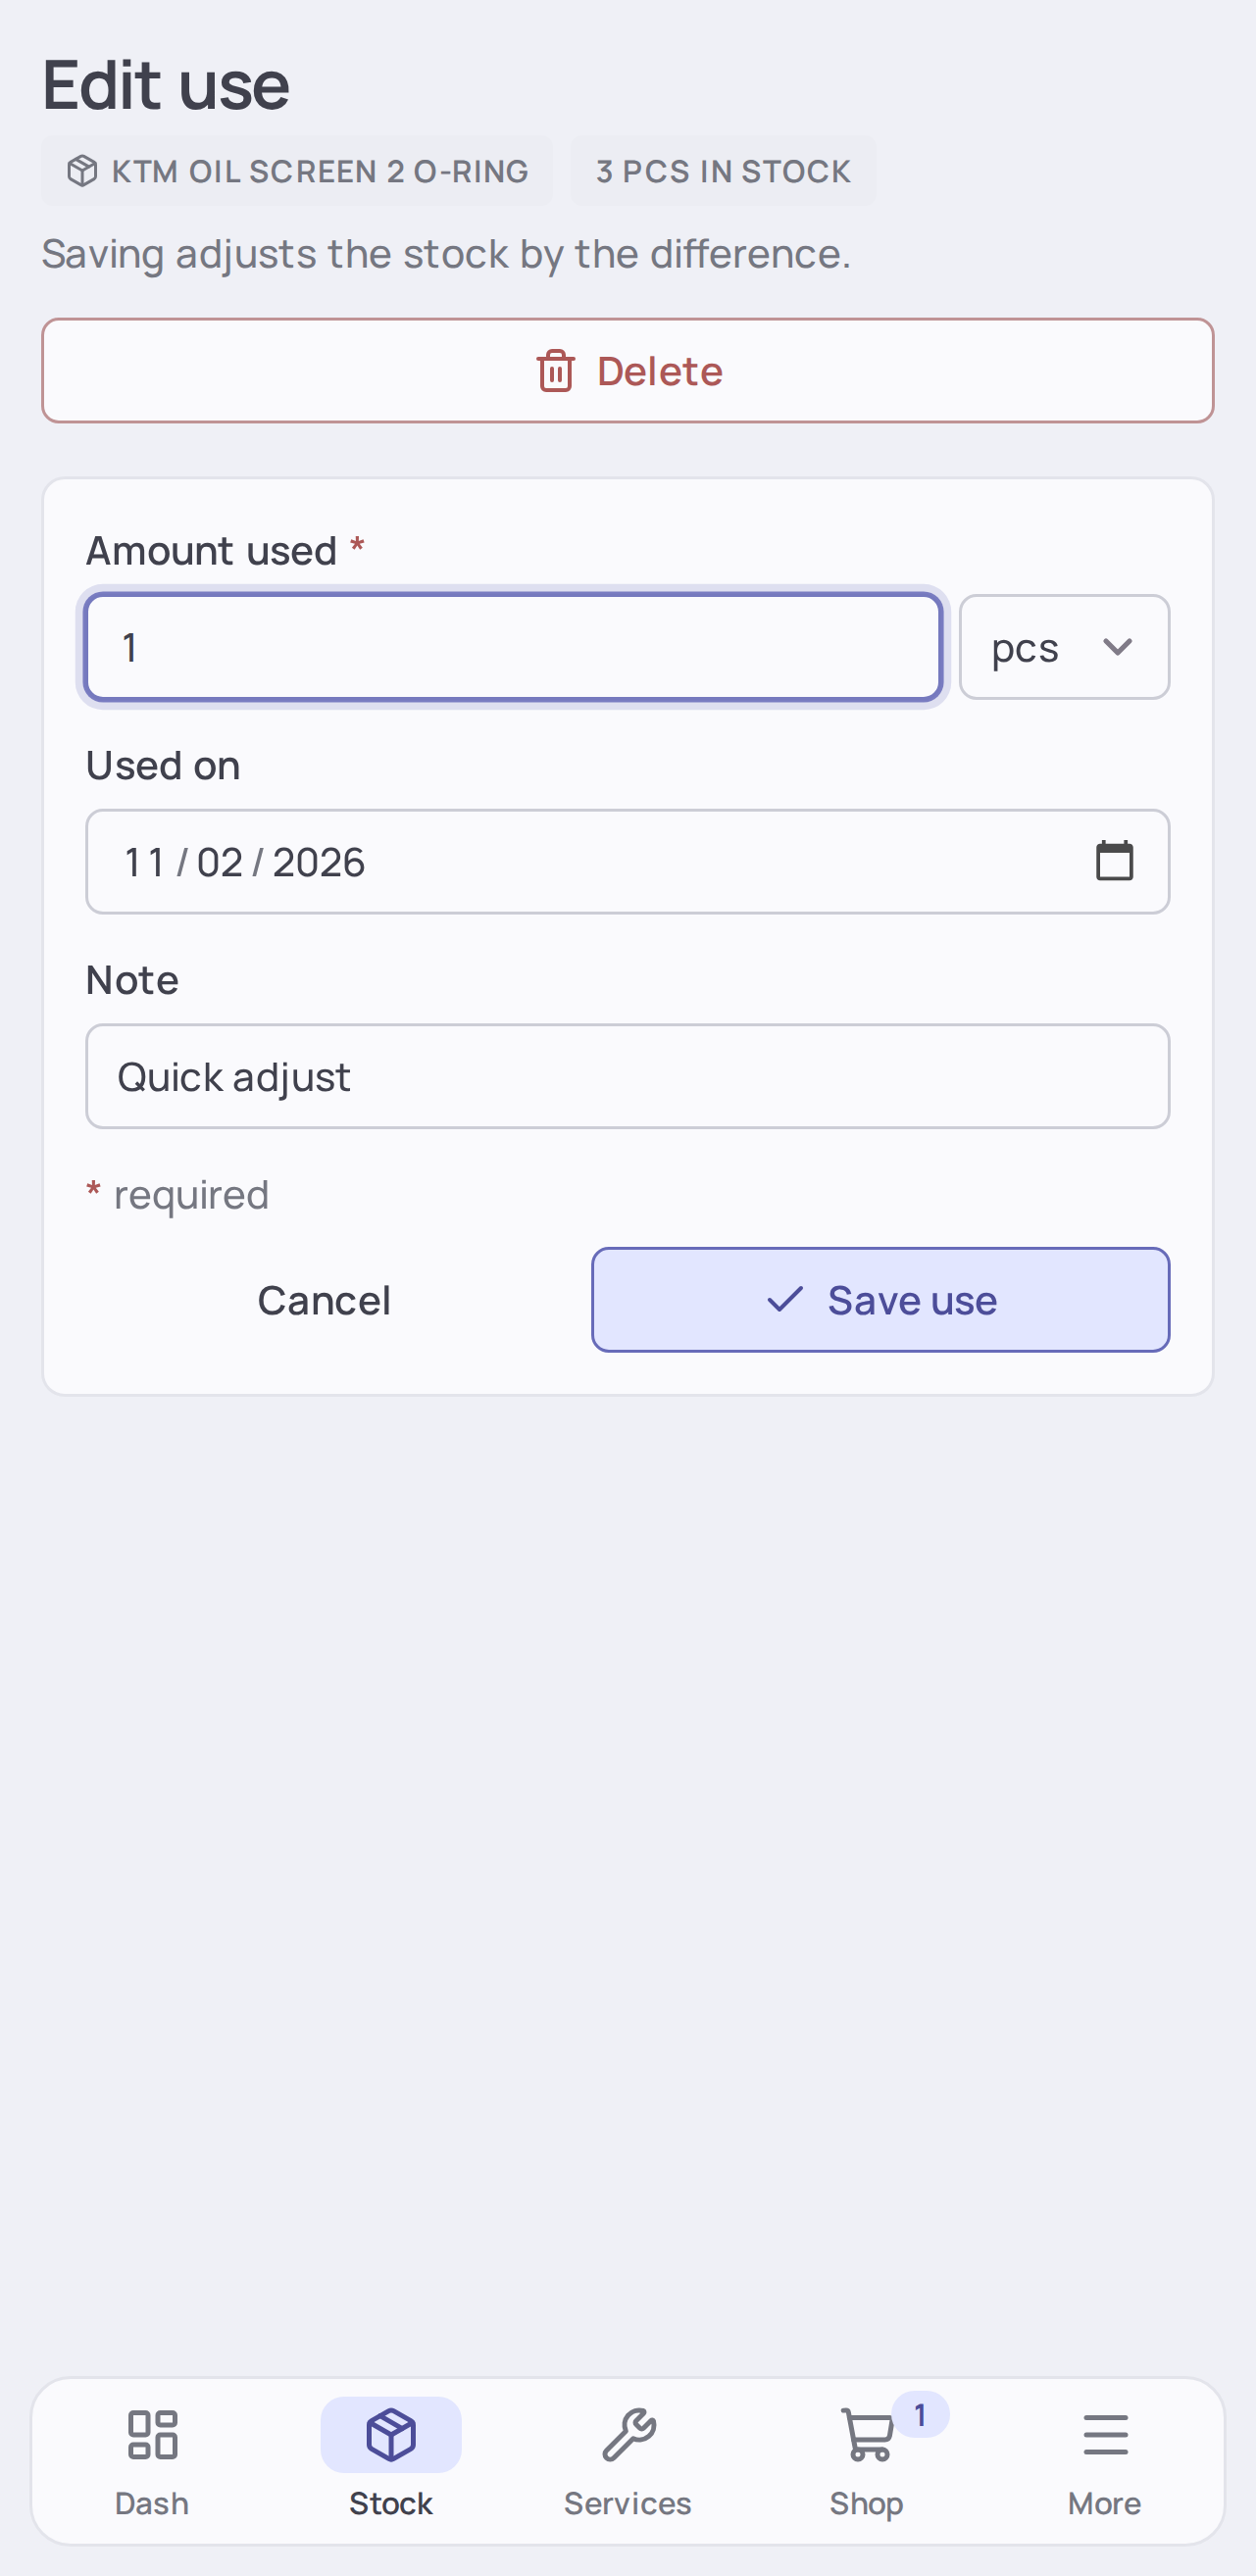 Edit use
KTM OIL SCREEN 2 O-RING 3 PCS IN STOCK
Saving adjusts the stock by the difference.
Delete
Amount used *
1 pcs
Used on
11/02/2026
Note
Quick adjust
* required
Cancel Save use
1
Dash Stock Services Shop More